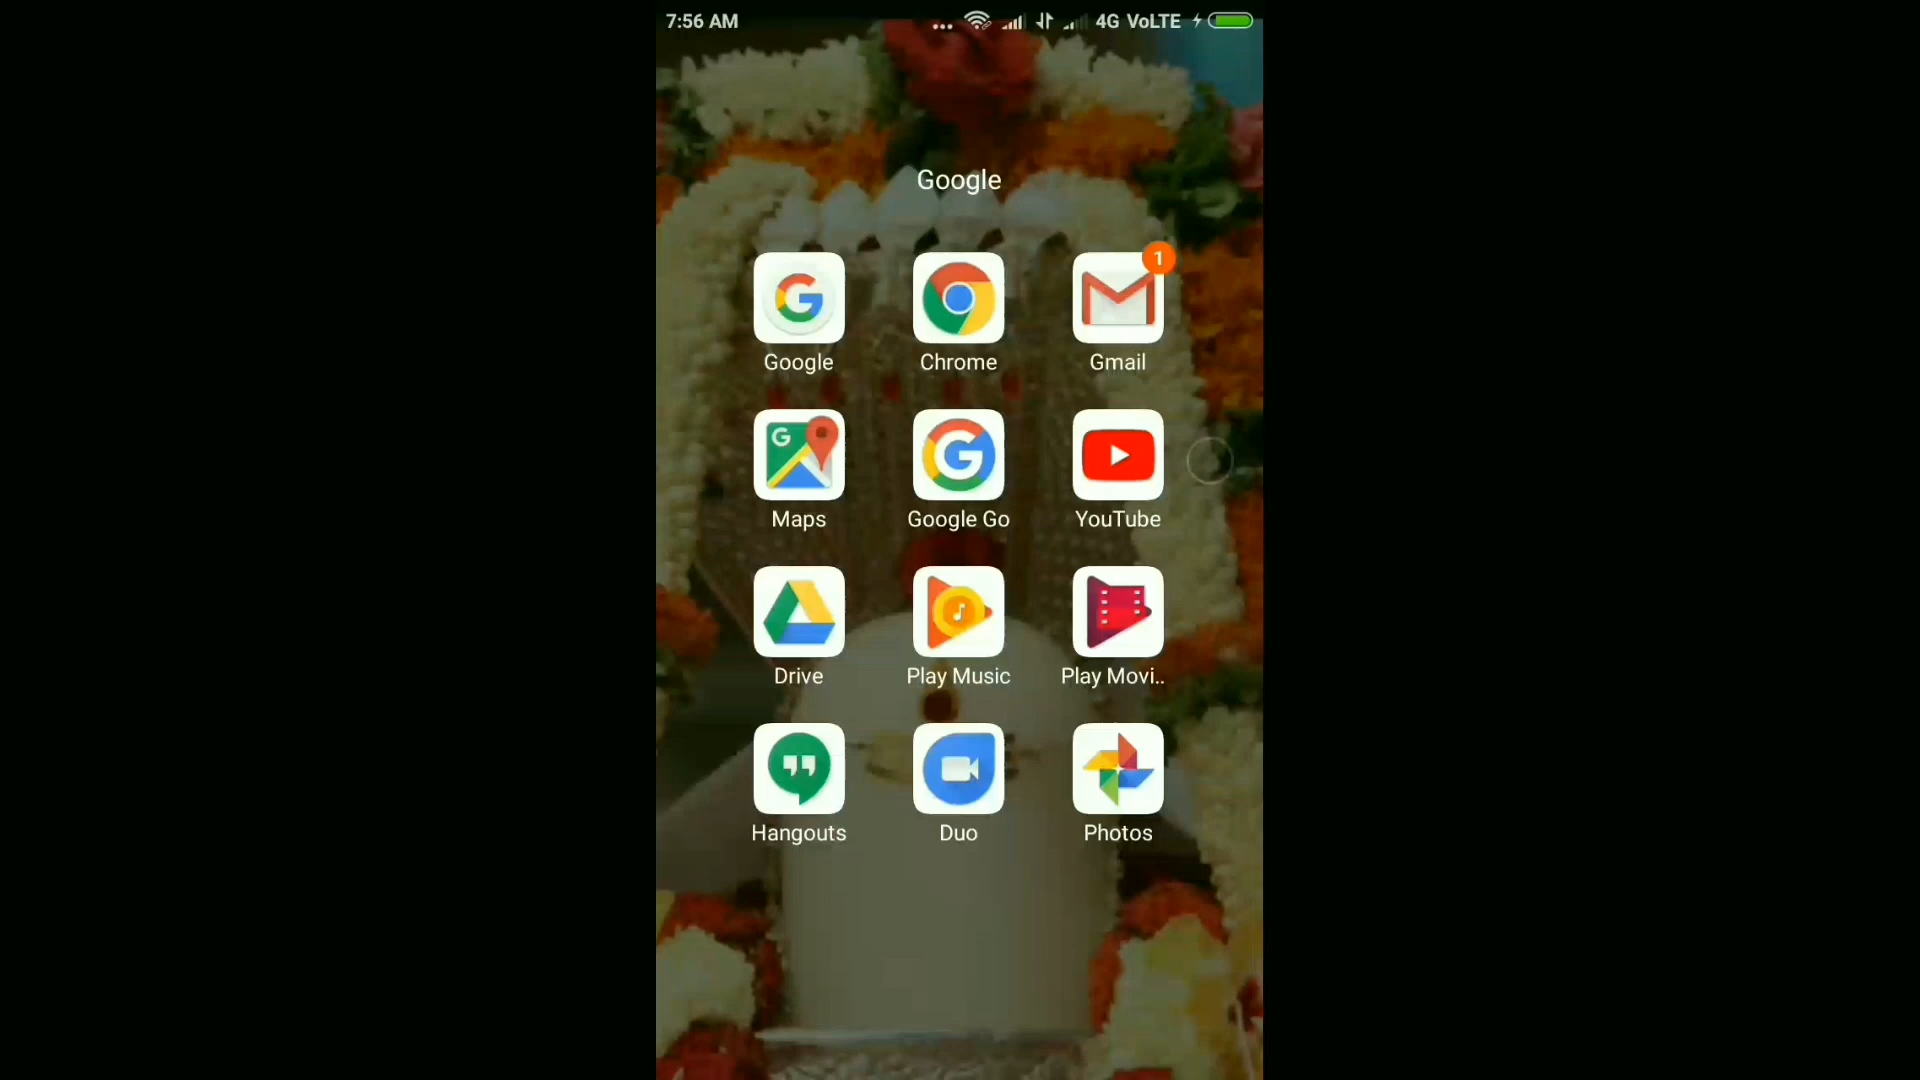 7:56 AM
... 4G VoLTE
Google
1
Google Chrome Gmail
G
Maps Google Go YouTube
Drive Play Music Play Movi..
Hangouts Duo Photos